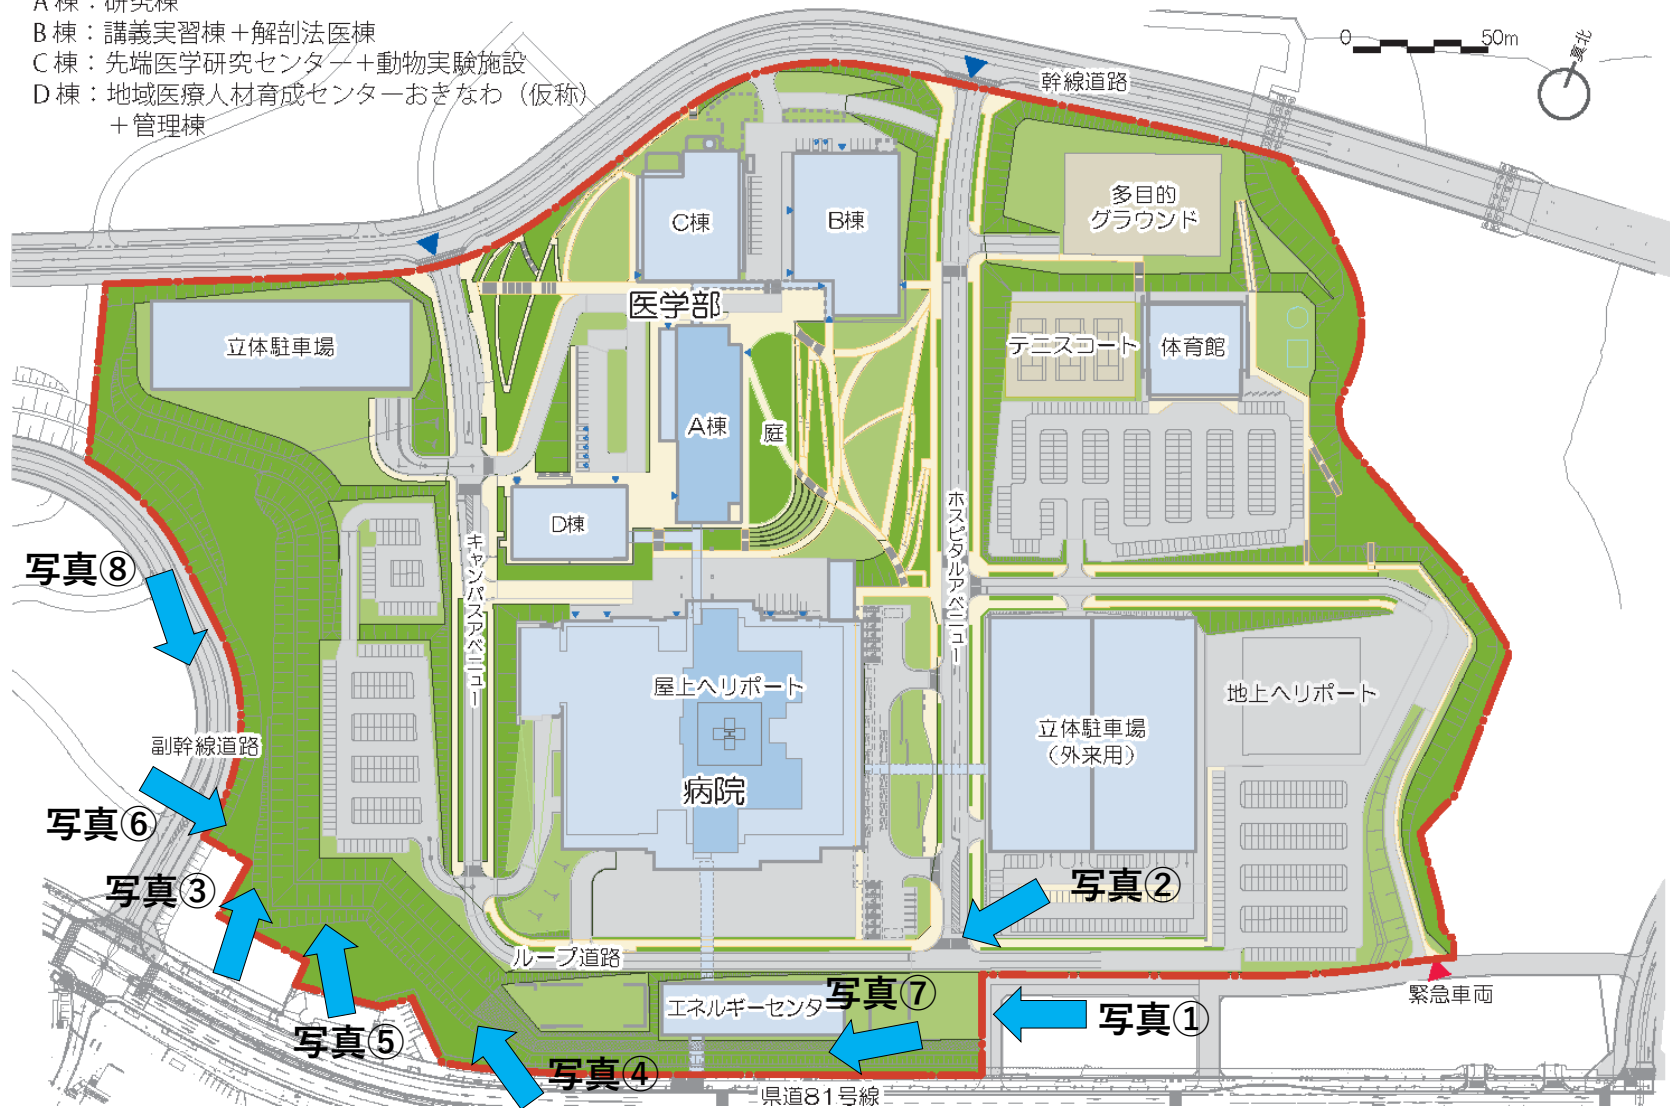 A棟：研究棟
B棟：講義実習棟＋解剖法医棟
C棟：先端医学研究センター＋動物実験施設
D棟：地域医療人材育成センターおきなわ（仮称）
＋管理棟
0 50m
真北
幹線道路
多目的
グラウンド
C棟
B棟
医学部
立体駐車場
テニスコート
体育館
A棟
庭
D棟
キャンパスアベニュー
ホスピタルアベニュー
写真⑧
屋上ヘリポート
地上ヘリポート
立体駐車場
（外来用）
副幹線道路
病院
写真⑥
写真③
写真②
ループ道路
エネルギーセンタ
写真⑦
緊急車両
写真①
写真⑤
写真④
県道81号線